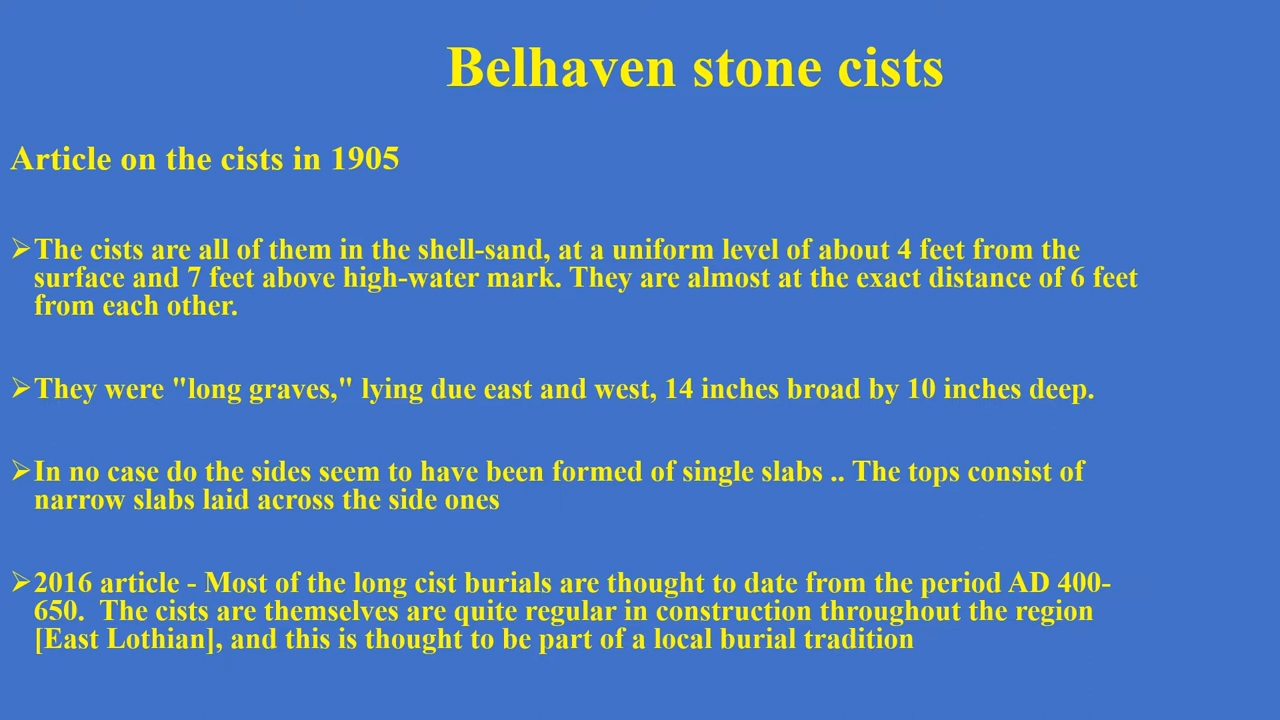 Belhaven stone cists
Article on the cists in 1905
➢The cists are all of them in the shell-sand, at a uniform level of about 4 feet from the
surface and 7 feet above high-water mark. They are almost at the exact distance of 6 feet
from each other.
➢They were "long graves," lying due east and west, 14 inches broad by 10 inches deep.
➢In no case do the sides seem to have been formed of single slabs .. The tops consist of
narrow slabs laid across the side ones
➢2016 article - Most of the long cist burials are thought to date from the period AD 400-
650.  The cists are themselves are quite regular in construction throughout the region
[East Lothian], and this is thought to be part of a local burial tradition